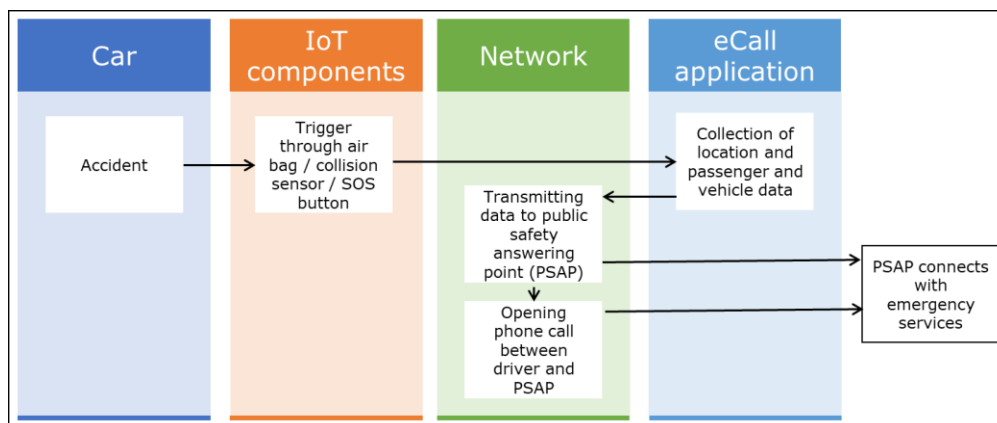 Car
IoT
components
Network
eCall
application
Accident
Trigger
through air
bag / collision
sensor / SOS
button
Collection of
location and
passenger and
vehicle data
Transmitting
data to public
safety
answering
point (PSAP)
Opening
phone call
between
driver and
PSAP
PSAP connects
with
emergency
services